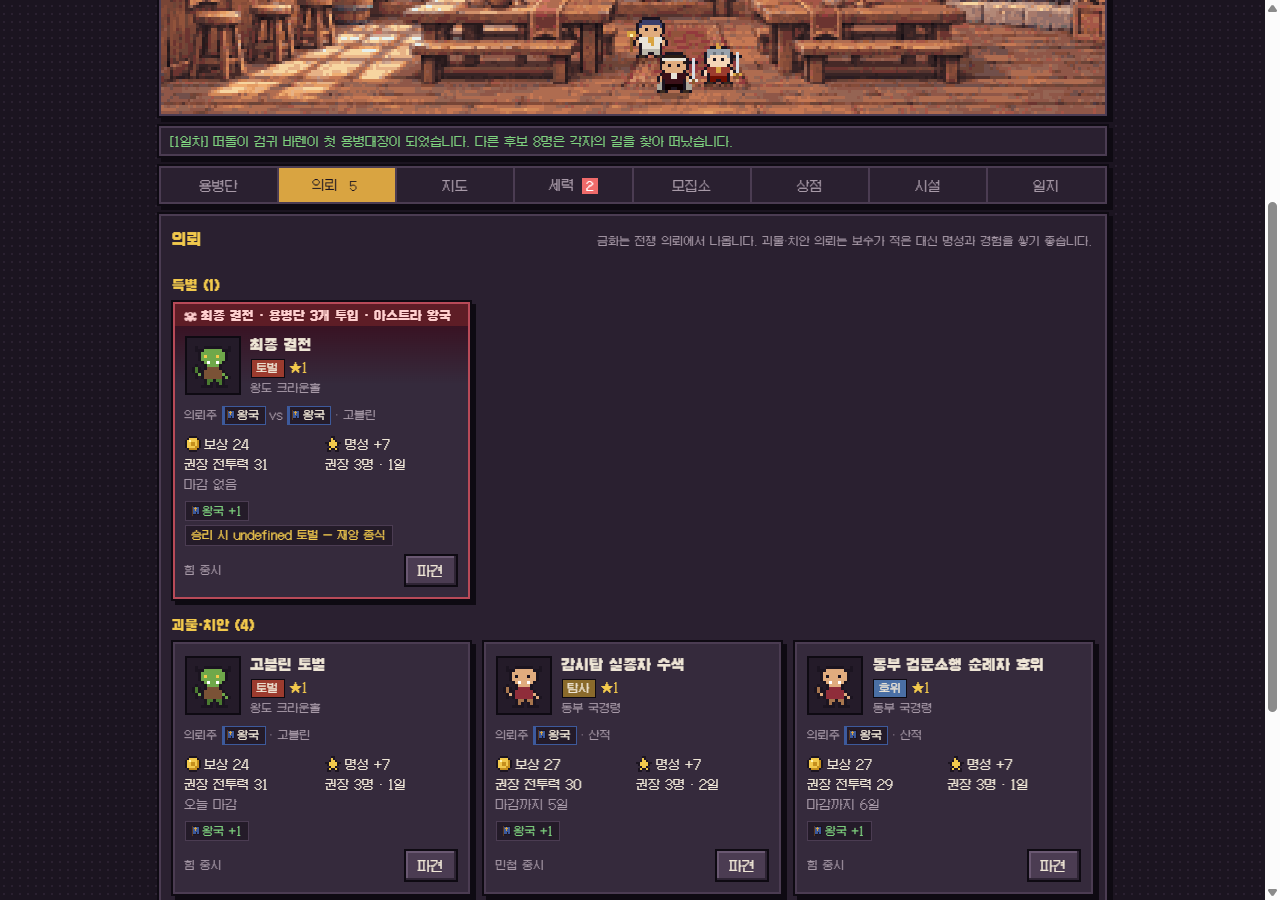 [1일차] 떠돌이 검귀 바렌이 첫 용병대장이 되었습니다. 다른 후보 8명은 각자의 길을 찾아 떠났습니다.
용병단 의뢰 5 지도 세력 2 모집소 상점 시설 일지
의뢰 금화는 전쟁 의뢰에서 나옵니다. 괴물·치안 의뢰는 보수가 적은 대신 명성과 경험을 쌓기 좋습니다.
특별 (1)
최종 결전 · 용병단 3개 투입 · 아스트라 왕국
최종 결전
토벌 ★1
왕도 크라운홀
의뢰주 왕국 vs 왕국 · 고블린
보상 24 명성 +7
권장 전투력 31 권장 3명 · 1일
마감 없음
왕국 +1
승리 시 undefined 토벌 — 재앙 종식
힘 중시 파견
괴물·치안 (4)
고블린 토벌
토벌 ★1
왕도 크라운홀
의뢰주 왕국 · 고블린
보상 24 명성 +7
권장 전투력 31 권장 3명 · 1일
오늘 마감
왕국 +1
힘 중시 파견
감시탑 실종자 수색
탐사 ★1
동부 국경령
의뢰주 왕국 · 산적
보상 27 명성 +7
권장 전투력 30 권장 3명 · 2일
마감까지 5일
왕국 +1
민첩 중시 파견
동부 검문소행 순례자 호위
호위 ★1
동부 국경령
의뢰주 왕국 · 산적
보상 27 명성 +7
권장 전투력 29 권장 3명 · 1일
마감까지 6일
왕국 +1
힘 중시 파견